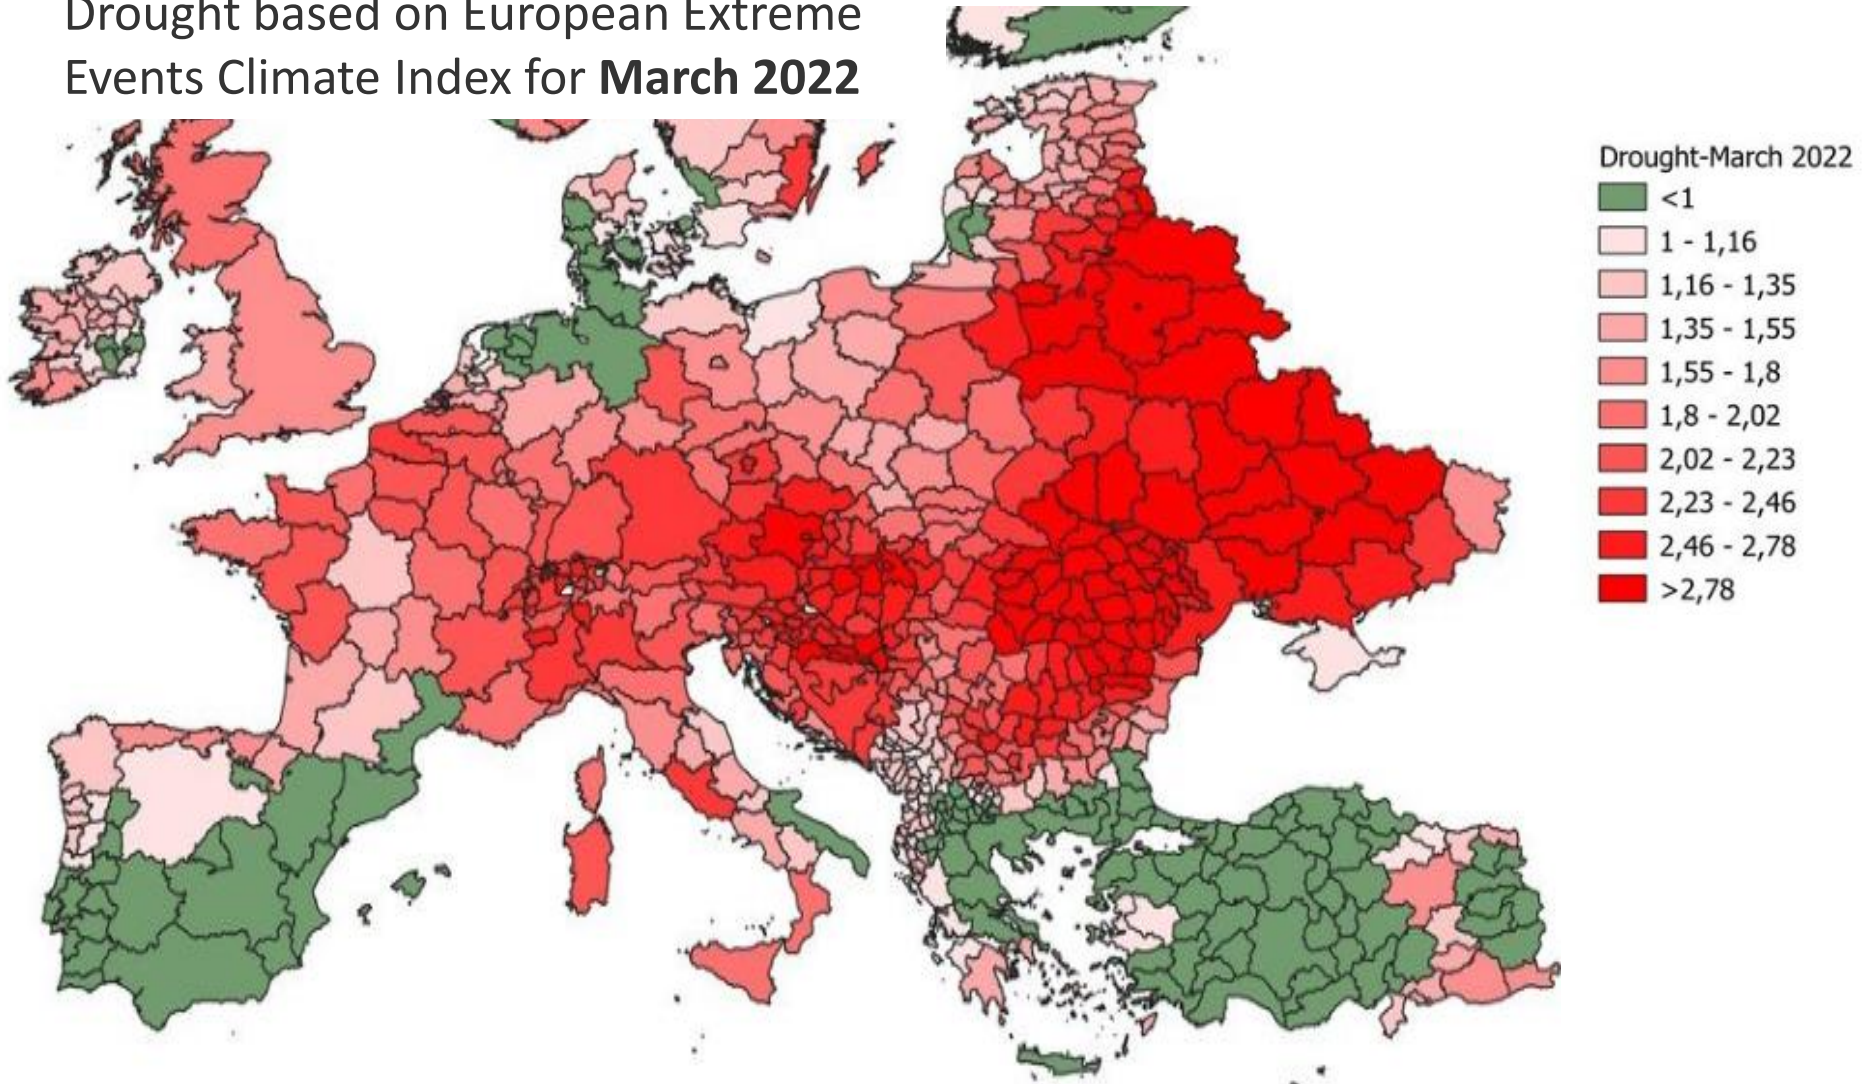 Drought based on European Extreme
Events Climate Index for March 2022
Drought-March 2022
<1
1 - 1,16
1,16 - 1,35
1,35 - 1,55
1,55 - 1,8
1,8 - 2,02
2,02 - 2,23
2,23 - 2,46
2,46 - 2,78
>2,78